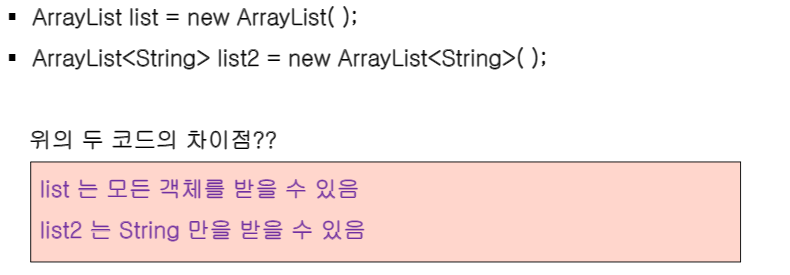 ▪ ArrayList list = new ArrayList( );
▪ ArrayList<String> list2 = new ArrayList<String>( );
위의 두 코드의 차이점??
list 는 모든 객체를 받을 수 있음
list2 는 String 만을 받을 수 있음